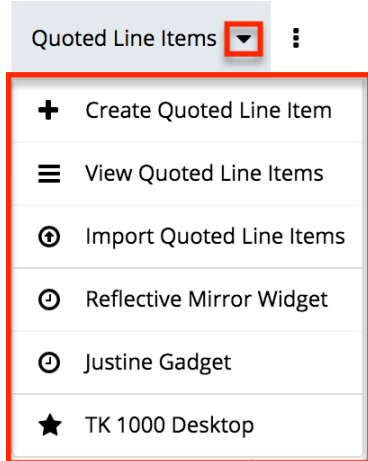 Quoted Line Items
Create Quoted Line Item
View Quoted Line Items
Import Quoted Line Items
Reflective Mirror Widget
Justine Gadget
TK 1000 Desktop